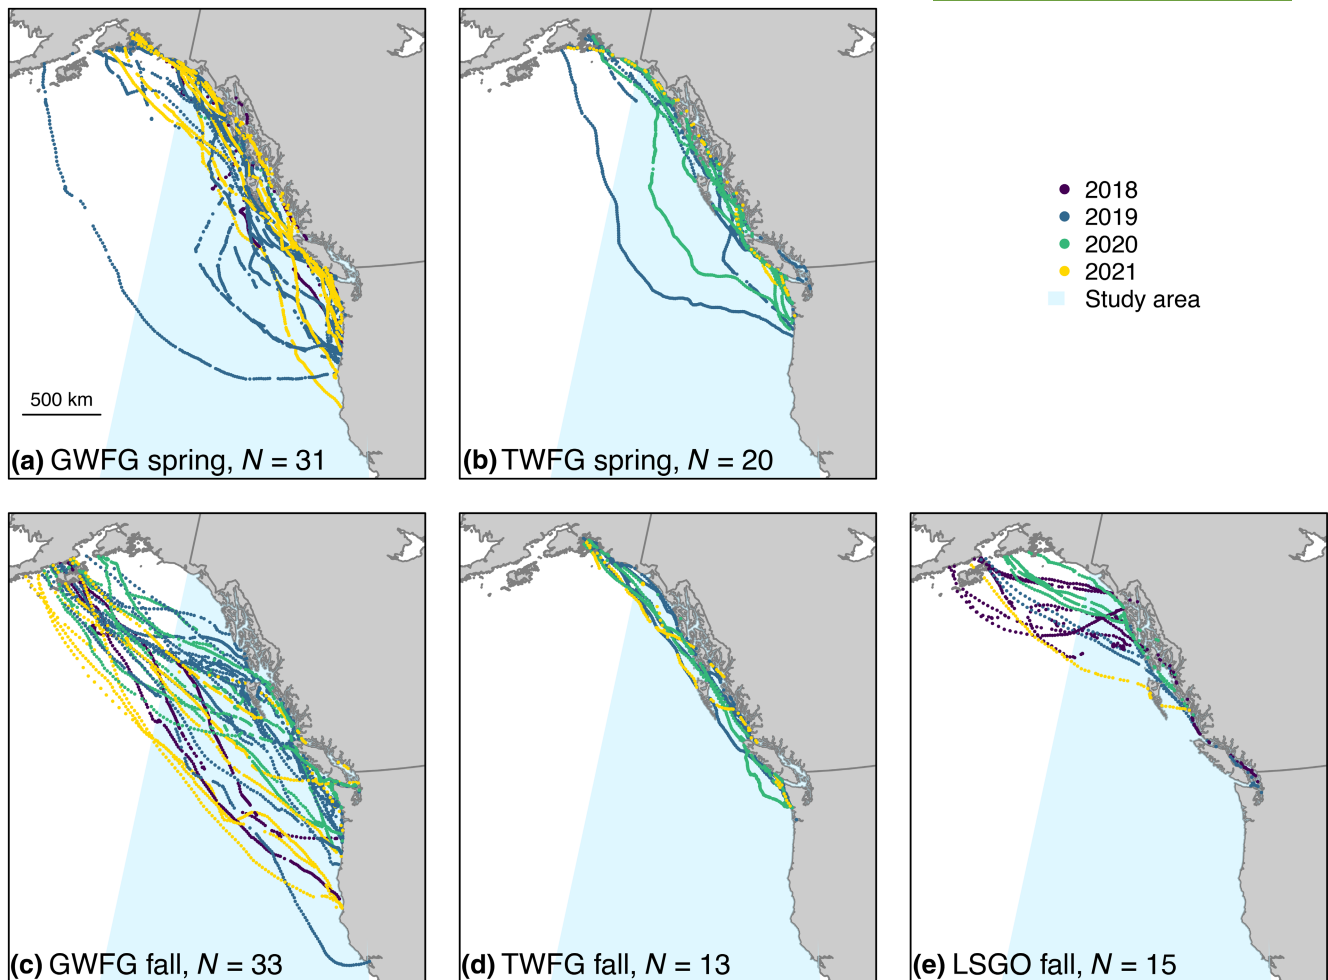 2018
2019
2020
2021
Study area
500 km
(a) GWFG spring, N = 31
(b) TWFG spring, N = 20
(c) GWFG fall, N = 33
(d) TWFG fall, N = 13
(e) LSGO fall, N = 15